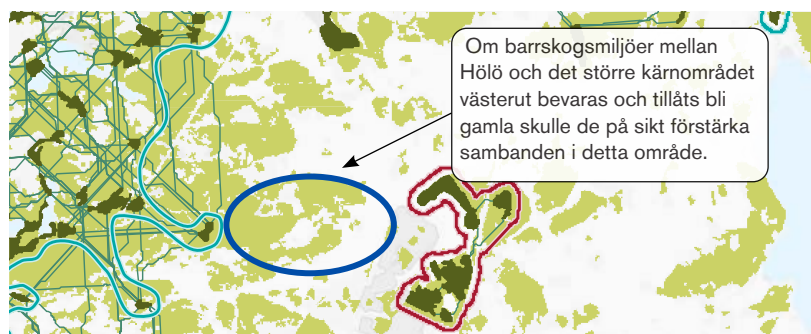 Om barrskogsmiljöer mellan
Hölö och det större kärnområdet
västerut bevaras och tillåts bli
gamla skulle de på sikt förstärka
sambanden i detta område.